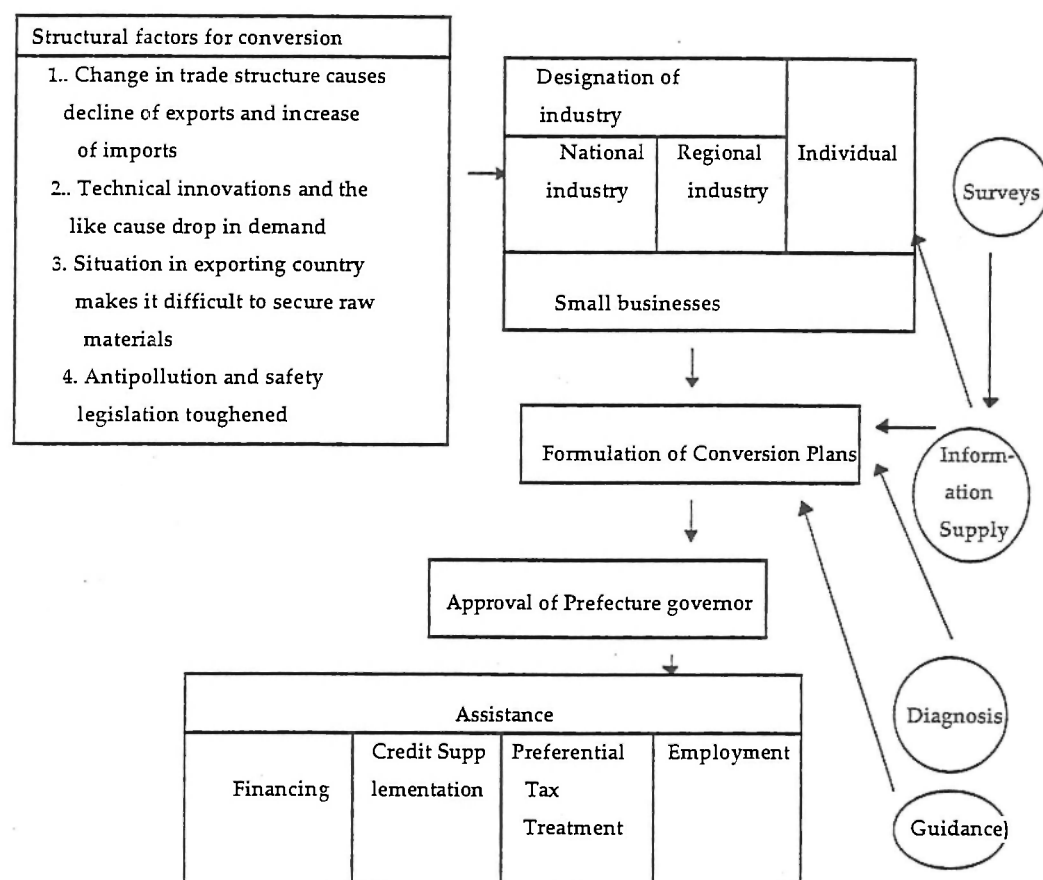 Structural factors for conversion
1.. Change in trade structure causes
decline of exports and increase
of imports
2.. Technical innovations and the
like cause drop in demand
3. Situation in exporting country
makes it difficult to secure raw
materials
4. Antipollution and safety
legislation toughened
Designation of
industry
National
industry
Regional
industry
Individual
Small businesses
Surveys
Formulation of Conversion Plans
Inform-
ation
Supply
Approval of Prefecture governor
Diagnosis
Guidance
Assistance
Financing
Credit Supp
lementation
Preferential
Tax
Treatment
Employment